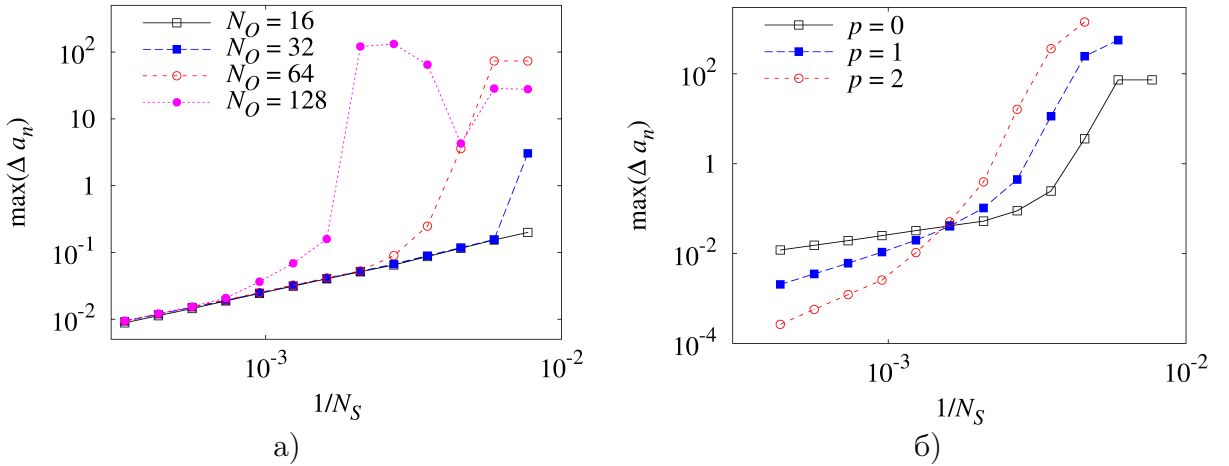 N_O = 16
N_O = 32
N_O = 64
N_O = 128
10^2
10
1
10^-1
10^-2
max(Δ a_n)
10^-3
10^-2
1/N_S
а)
p = 0
p = 1
p = 2
10^2
1
10^-2
10^-4
max(Δ a_n)
10^-3
10^-2
1/N_S
б)